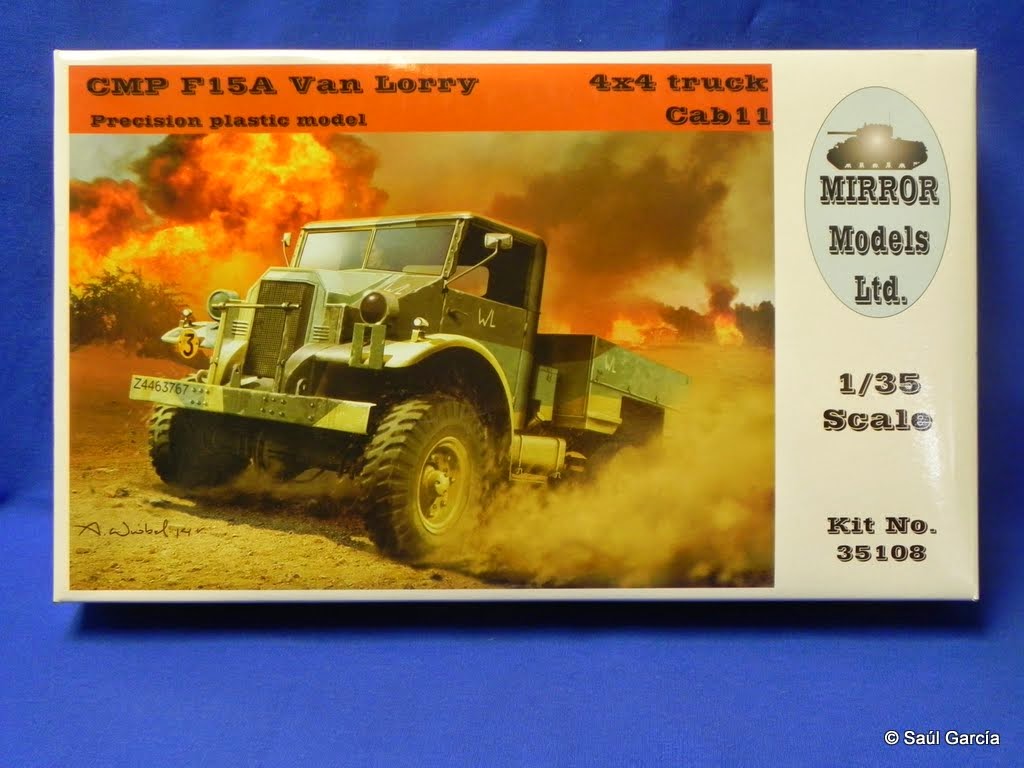 CMP F15A Van Lorry
4x4 truck
Precision plastic model
Cab11
MIRROR
Models
Ltd.
1/35
Scale
Kit No.
35108
WL
3
Z4463767
WL
© Saúl García